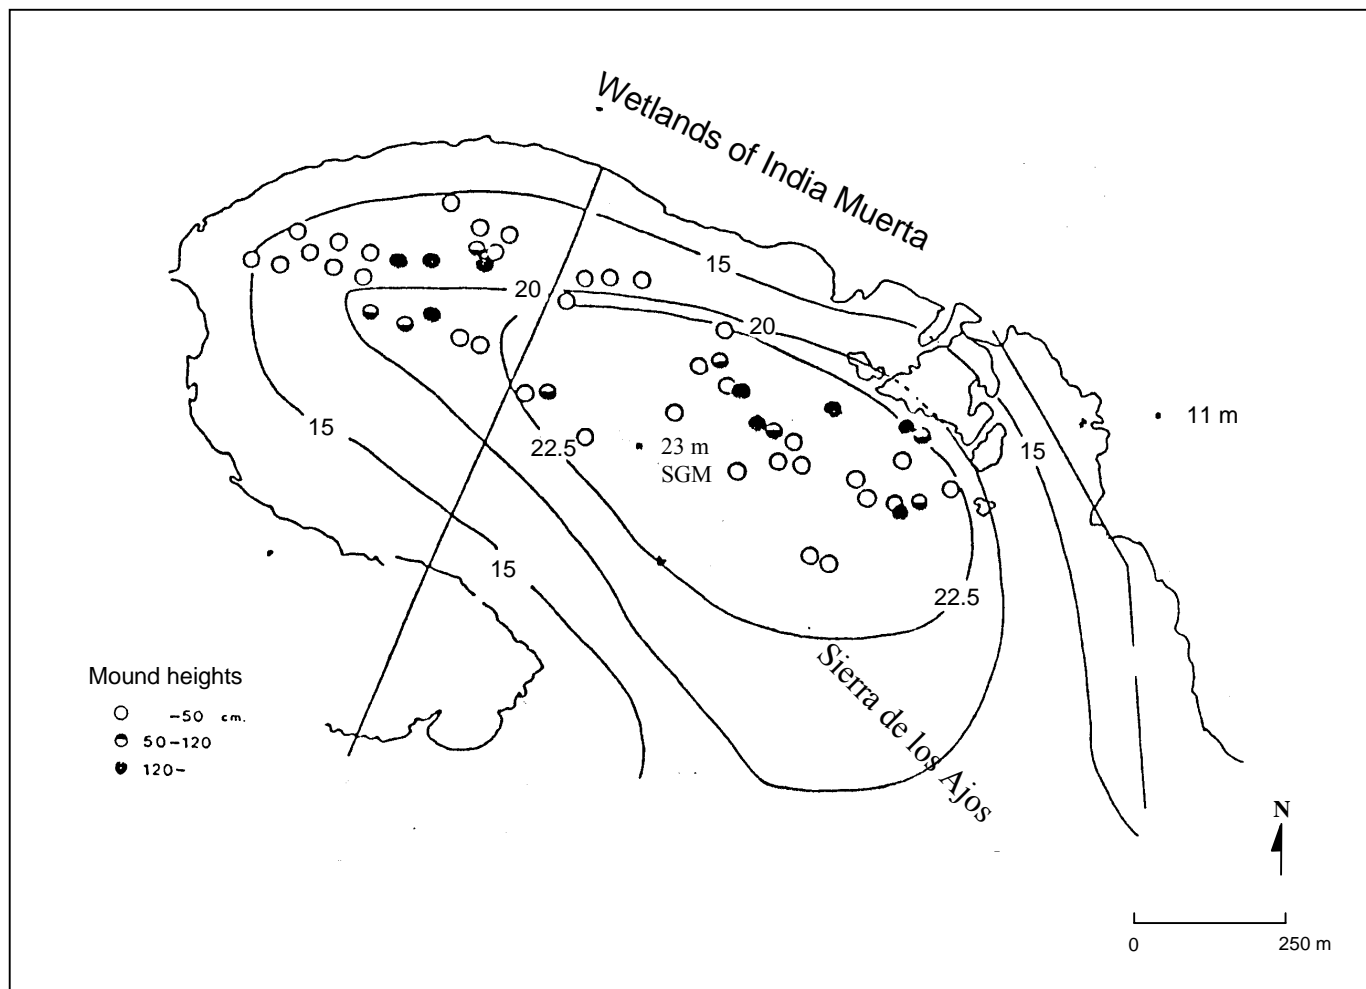 Wetlands of India Muerta
15
20
20
11 m
15
15
22.5
23 m
SGM
15
22.5
Sierra de los Ajos
Mound heights
-50 cm.
50-120
120-
N
0
250 m